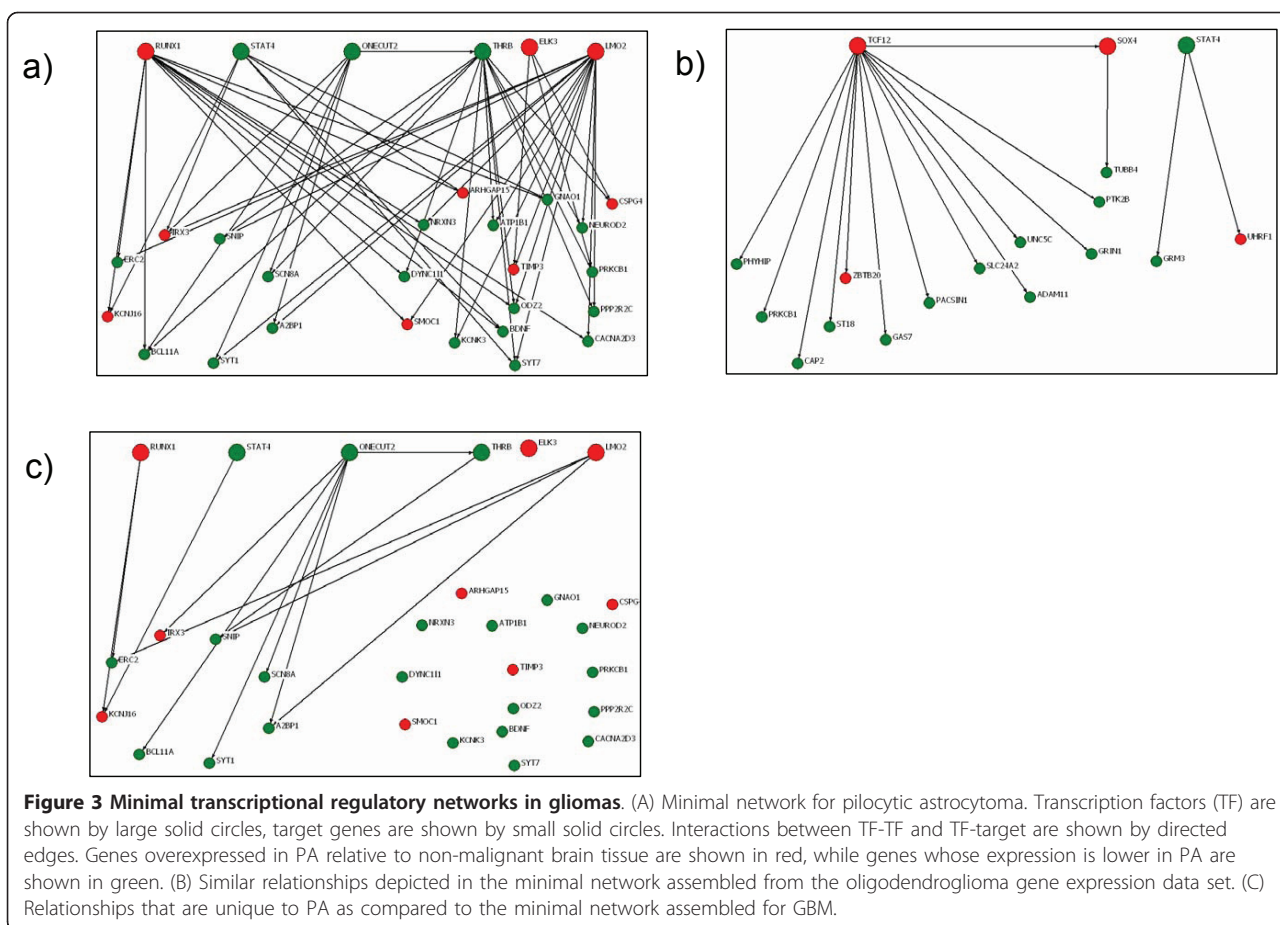 a)
RUNX1
STAT4
ONECUT2
THRB
ELK3
LMO2
ARHGAP15
GNAO1
CSPG4
IRX3
SNIP
NRXN3
ATP1B1
NEUROD2
ERC2
SCN8A
DYNC1I1
TIMP3
PRKCB1
KCNJ16
A2BP1
SMOC1
ODZ2
PPP2R2C
BCL11A
SYT1
KCNK3
BDNF
CACNA2D3
SYT7
b)
TCF12
SOX4
STAT4
TUBB4
PTK2B
UHRF1
UNC5C
GRIN1
GRM3
PHYHIP
ZBTB20
SLC24A2
PRKCB1
PACSIN1
ADAM11
ST18
GAS7
CAP2
c)
RUNX1
STAT4
ONECUT2
THRB
ELK3
LMO2
ARHGAP15
GNAO1
CSPG
IRX3
SNIP
NRXN3
ATP1B1
NEUROD2
ERC2
SCN8A
DYNC1I1
TIMP3
PRKCB1
KCNJ16
A2BP1
SMOC1
ODZ2
PPP2R2C
BCL11A
SYT1
KCNK3
BDNF
CACNA2D3
SYT7
Figure 3 Minimal transcriptional regulatory networks in gliomas. (A) Minimal network for pilocytic astrocytoma. Transcription factors (TF) are
shown by large solid circles, target genes are shown by small solid circles. Interactions between TF-TF and TF-target are shown by directed
edges. Genes overexpressed in PA relative to non-malignant brain tissue are shown in red, while genes whose expression is lower in PA are
shown in green. (B) Similar relationships depicted in the minimal network assembled from the oligodendroglioma gene expression data set. (C)
Relationships that are unique to PA as compared to the minimal network assembled for GBM.